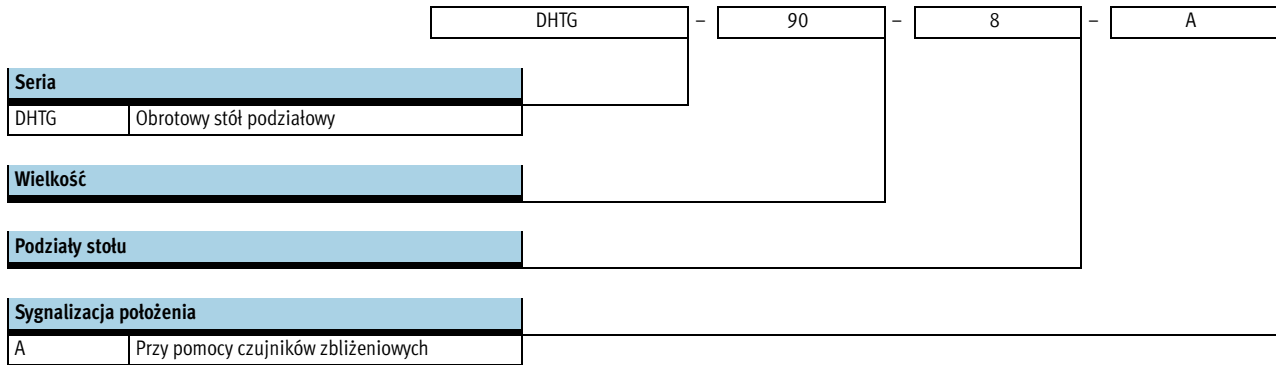 DHTG – 90 – 8 – A
Seria
DHTG Obrotowy stół podziałowy
Wielkość
Podziały stołu
Sygnalizacja położenia
A Przy pomocy czujników zbliżeniowych